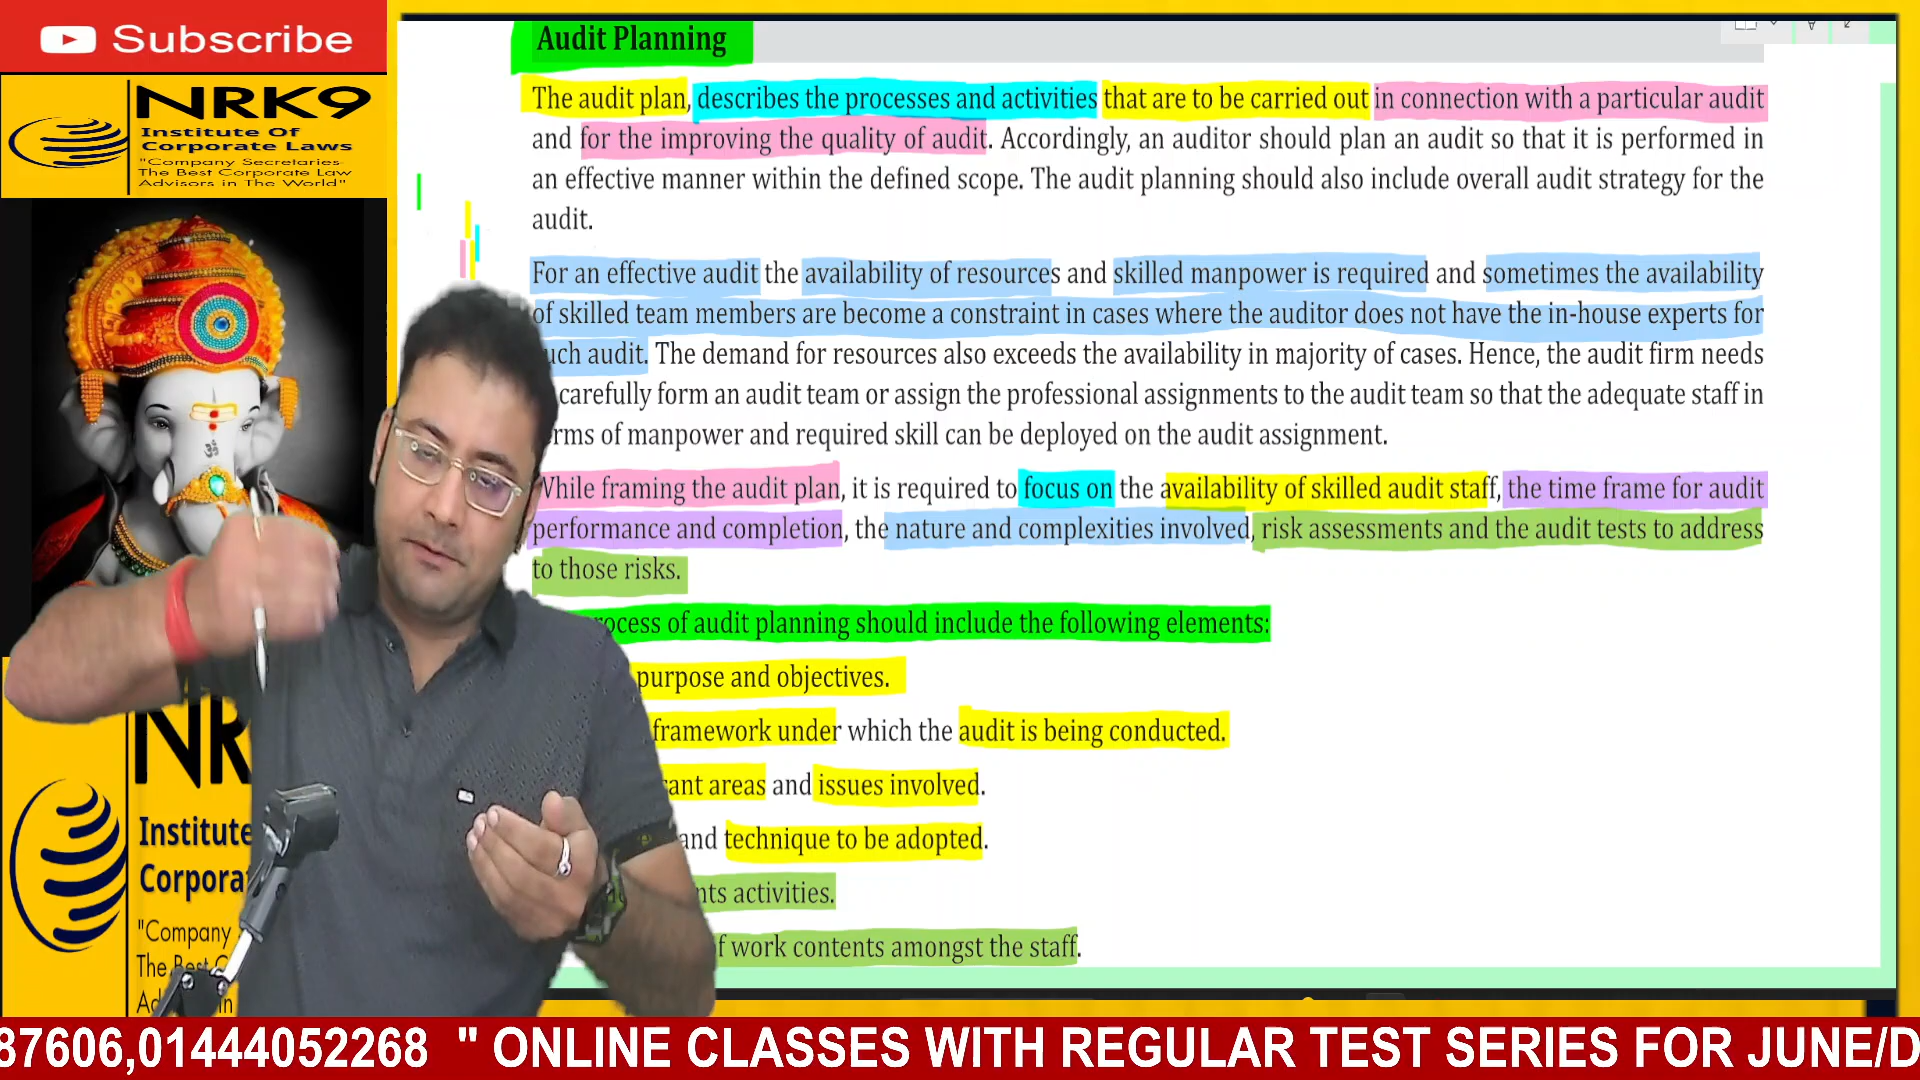 Subscribe
NRK9
Institute Of
Corporate Laws
"Company Secretaries-
The Best Corporate Law
Advisors in The World"
Audit Planning
The audit plan, describes the processes and activities that are to be carried out in connection with a particular audit
and for the improving the quality of audit. Accordingly, an auditor should plan an audit so that it is performed in
an effective manner within the defined scope. The audit planning should also include overall audit strategy for the
audit.
For an effective audit the availability of resources and skilled manpower is required and sometimes the availability
of skilled team members are become a constraint in cases where the auditor does not have the in-house experts for
uch audit. The demand for resources also exceeds the availability in majority of cases. Hence, the audit firm needs
carefully form an audit team or assign the professional assignments to the audit team so that the adequate staff in
rms of manpower and required skill can be deployed on the audit assignment.
While framing the audit plan, it is required to focus on the availability of skilled audit staff, the time frame for audit
performance and completion, the nature and complexities involved, risk assessments and the audit tests to address
to those risks.
rocess of audit planning should include the following elements:
purpose and objectives.
framework under which the audit is being conducted.
cant areas and issues involved.
and technique to be adopted.
nts activities.
f work contents amongst the staff.
NR
Institute
Corpora
"Company
The Best C
Ad in
87606,01444052268 " ONLINE CLASSES WITH REGULAR TEST SERIES FOR JUNE/D